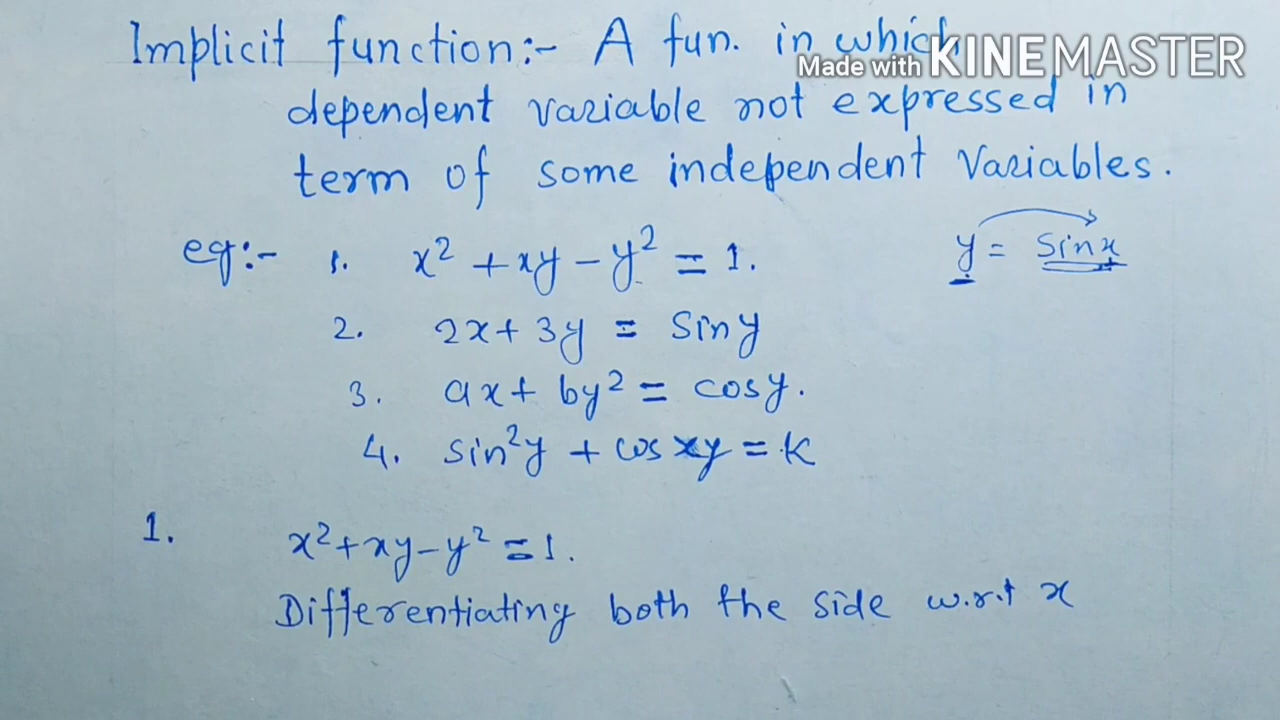 Implicit function:- A fun. in which
Made with KINEMASTER
dependent variable not expressed in
term of some independent variables.
eg:- 1. x² + xy - y² = 1.
y = sinx
2. 2x + 3y = sin y
3. ax + by² = cosy.
4. sin²y + cos xy = k
1. x² + xy - y² = 1.
Differentiating both the side w.r.t x